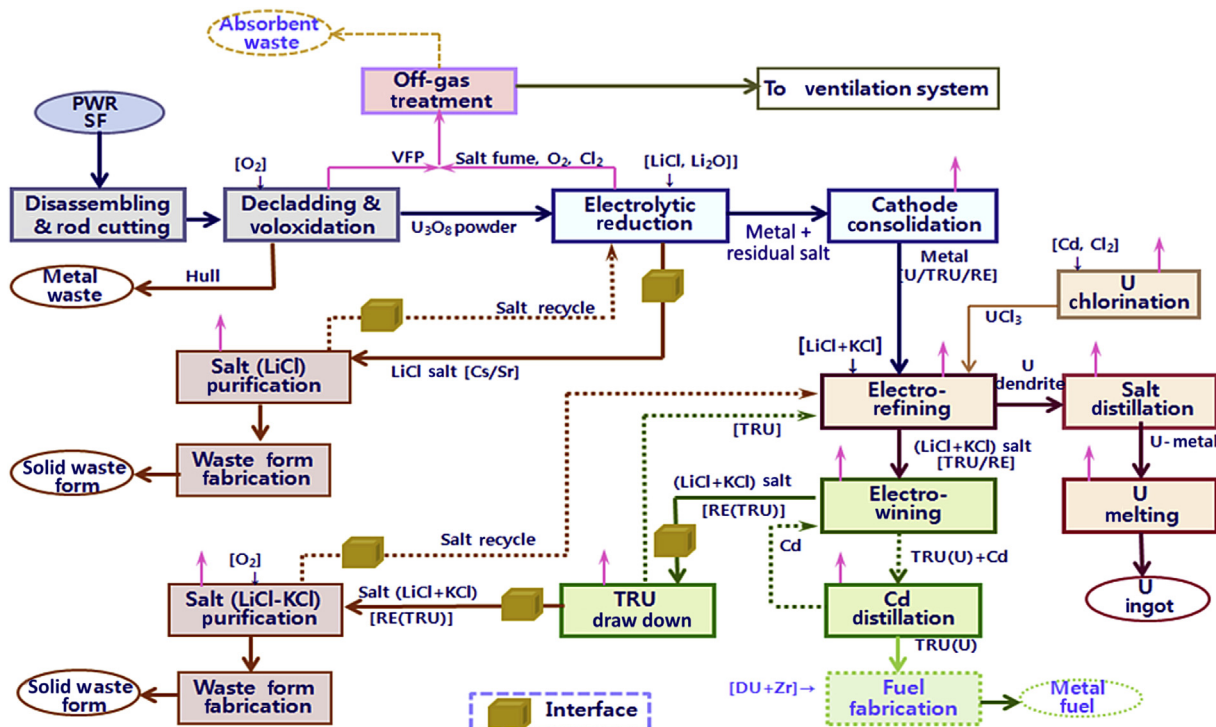 Absorbent
waste
Off-gas
treatment
To ventilation system
PWR
SF
[O₂]
VFP
Salt fume, O₂, Cl₂
[LiCl, Li₂O]]
Disassembling
& rod cutting
Decladding &
voloxidation
U₃O₈ powder
Electrolytic
reduction
Metal +
residual salt
Cathode
consolidation
Metal
waste
Hull
Metal
[U/TRU/RE]
[Cd, Cl₂]
U
chlorination
UCl₃
Salt recycle
Salt (LiCl)
purification
LiCl salt [Cs/Sr]
[LiCl+KCl]
Electro-
refining
U
dendrite
Salt
distillation
[TRU]
(LiCl+KCl) salt
[TRU/RE]
U-metal
Solid waste
form
Waste form
fabrication
(LiCl+KCl) salt
[RE(TRU)]
Electro-
wining
U
melting
Salt recycle
Cd
TRU(U)+Cd
[O₂]
Salt (LiCl-KCl)
purification
Salt (LiCl+KCl)
[RE(TRU)]
TRU
draw down
Cd
distillation
U
ingot
TRU(U)
Solid waste
form
Waste form
fabrication
Interface
[DU+Zr]→
Fuel
fabrication
Metal
fuel